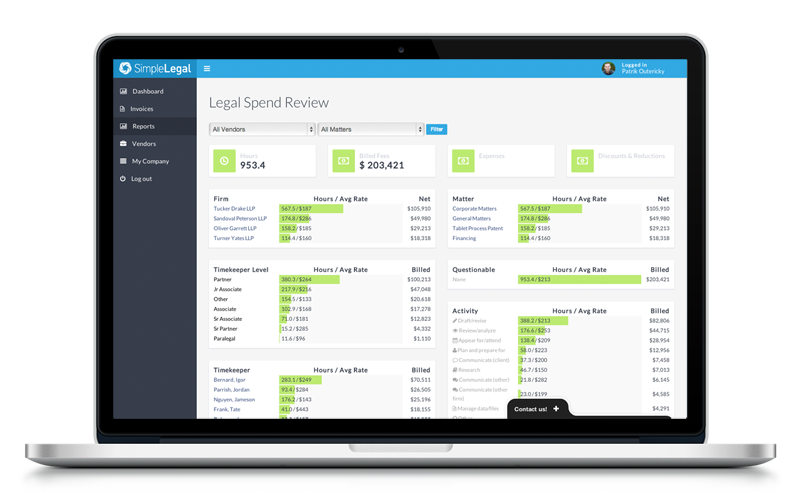 SimpleLegal
Logged in
Patrik Outericky
Dashboard
Invoices
Reports
Vendors
My Company
Log out
Legal Spend Review
All Vendors
All Matters
Filter
Hours
953.4
Billed Fees
$ 203,421
Expenses
Discounts & Reductions
Firm Hours / Avg Rate Net
Tucker Drake LLP 567.5/$187 $105,910
Sandoval Peterson LLP 174.8/$286 $49,980
Oliver Garrett LLP 158.2/$185 $29,213
Turner Yates LLP 114.4/$160 $18,318
Matter Hours / Avg Rate Net
Corporate Matters 567.5/$187 $105,910
General Matters 174.8/$286 $49,980
Tablet Process Patent 158.2/$185 $29,213
Financing 114.4/$160 $18,318
Timekeeper Level Hours / Avg Rate Billed
Partner 380.3/$264 $100,213
Jr Associate 217.9/$216 $47,048
Other 154.5/$133 $20,618
Associate 102.9/$168 $17,278
Sr Associate 71.0/$181 $12,823
Sr Partner 15.2/$285 $4,332
Paralegal 11.6/$96 $1,110
Questionable Hours / Avg Rate Billed
None 953.4/$213 $203,421
Activity Hours / Avg Rate Billed
Draft/revise 388.2/$213 $82,806
Review/analyze 176.6/$253 $44,715
Appear for/attend 138.4/$209 $28,954
Plan and prepare for 58.0/$223 $12,956
Communicate (client) 37.3/$200 $7,458
Research 46.7/$150 $7,013
Communicate (other) 21.8/$282 $6,145
Communicate (other
firm) 23.0/$199 $4,585
Manage data/files $4,291
Timekeeper Hours / Avg Rate Billed
Bernard, Igor 283.1/$249 $70,511
Parrish, Jordan 93.4/$284 $26,505
Nguyen, Jameson 176.2/$143 $25,196
Frank, Tate 41.0/$443 $18,155
Contact us! +